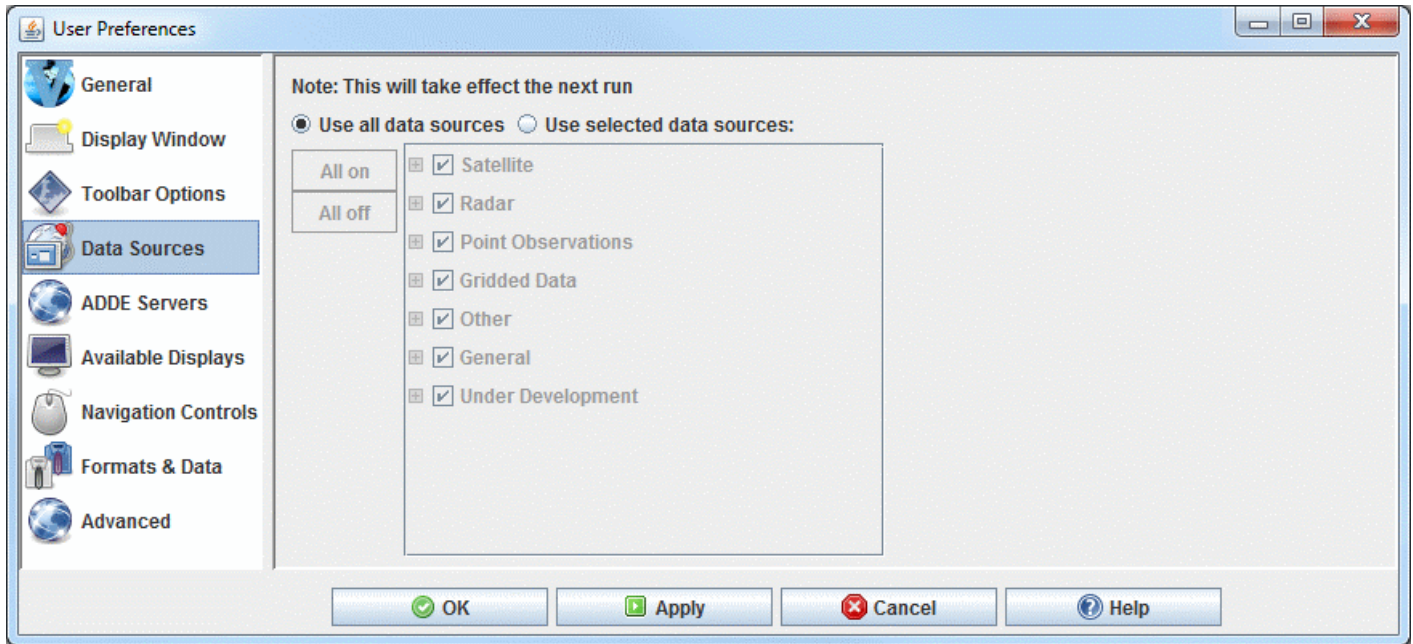 User Preferences
General
Display Window
Toolbar Options
Data Sources
ADDE Servers
Available Displays
Navigation Controls
Formats & Data
Advanced
Note: This will take effect the next run
Use all data sources Use selected data sources:
All on
All off
Satellite
Radar
Point Observations
Gridded Data
Other
General
Under Development
OK Apply Cancel Help